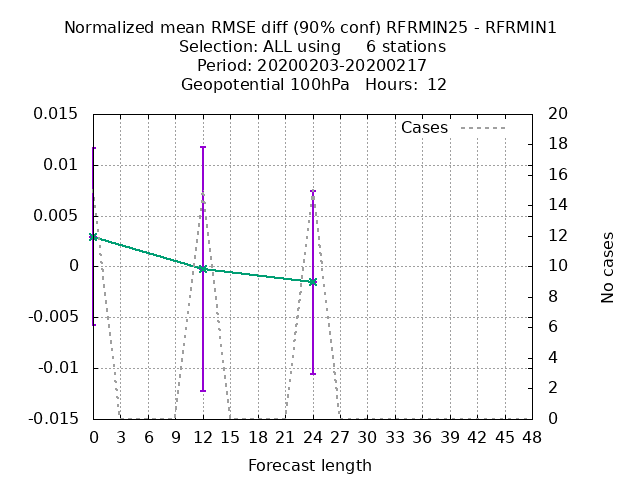 Normalized mean RMSE diff (90% conf) RFRMIN25 - RFRMIN1
Selection: ALL using     6 stations
Period: 20200203-20200217
Geopotential 100hPa   Hours:  12
Cases
0.015
0.01
0.005
0
-0.005
-0.01
-0.015
20
18
16
14
12
10
8
6
4
2
0
No cases
0 3 6 9 12 15 18 21 24 27 30 33 36 39 42 45 48
Forecast length